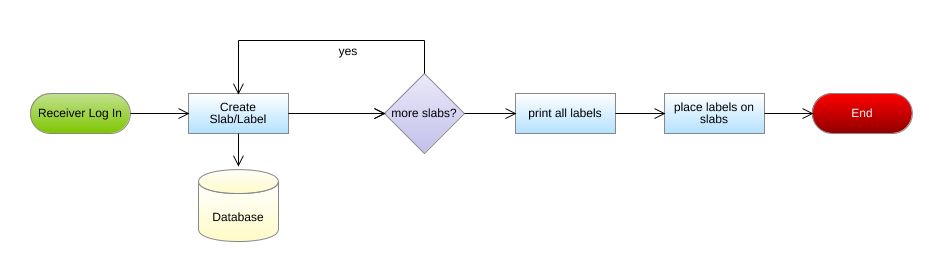 yes
Receiver Log In
Create
Slab/Label
more slabs?
print all labels
place labels on
slabs
End
Database